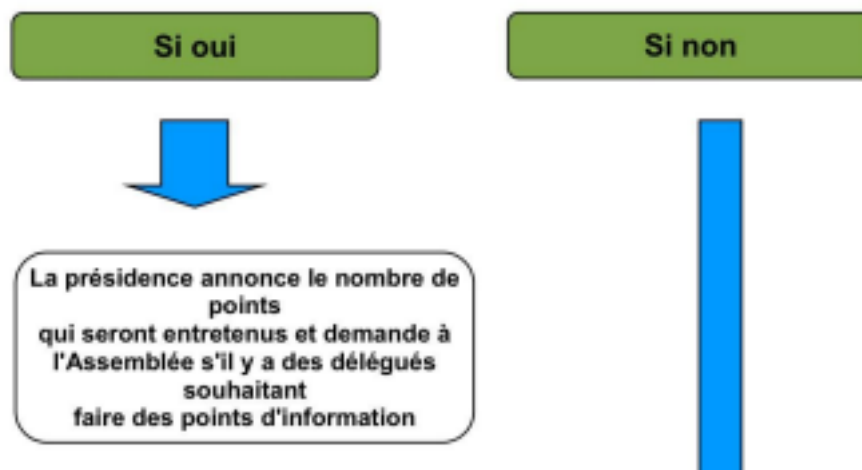 Si oui
Si non
La présidence annonce le nombre de
points
qui seront entretenus et demande à
l'Assemblée s'il y a des délégués
souhaitant
faire des points d'information